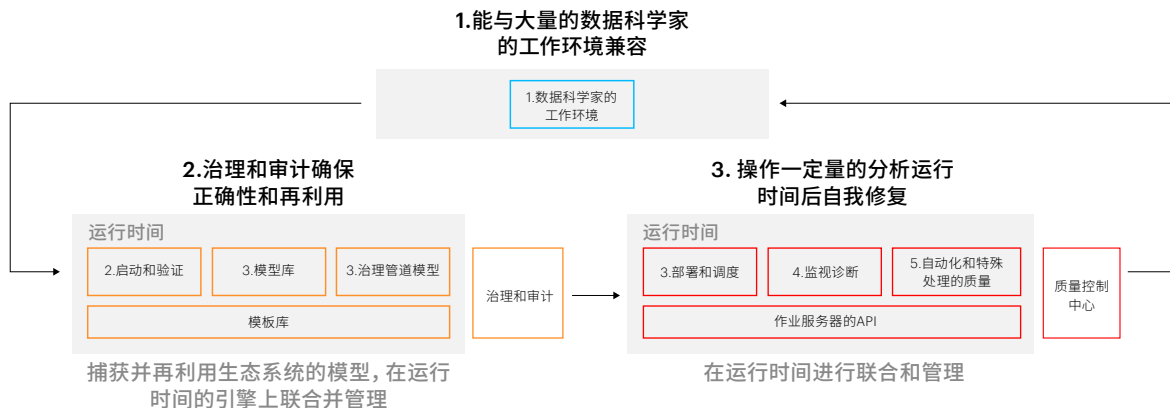 1.能与大量的数据科学家
的工作环境兼容
1.数据科学家的
工作环境
2.治理和审计确保
正确性和再利用
运行时间
2.启动和验证
3.模型库
3.治理管道模型
模板库
治理和审计
捕获并再利用生态系统的模型，在运行
时间的引擎上联合并管理
3. 操作一定量的分析运行
时间后自我修复
运行时间
3.部署和调度
4.监视诊断
5.自动化和特殊
处理的质量
作业服务器的API
质量控制
中心
在运行时间进行联合和管理